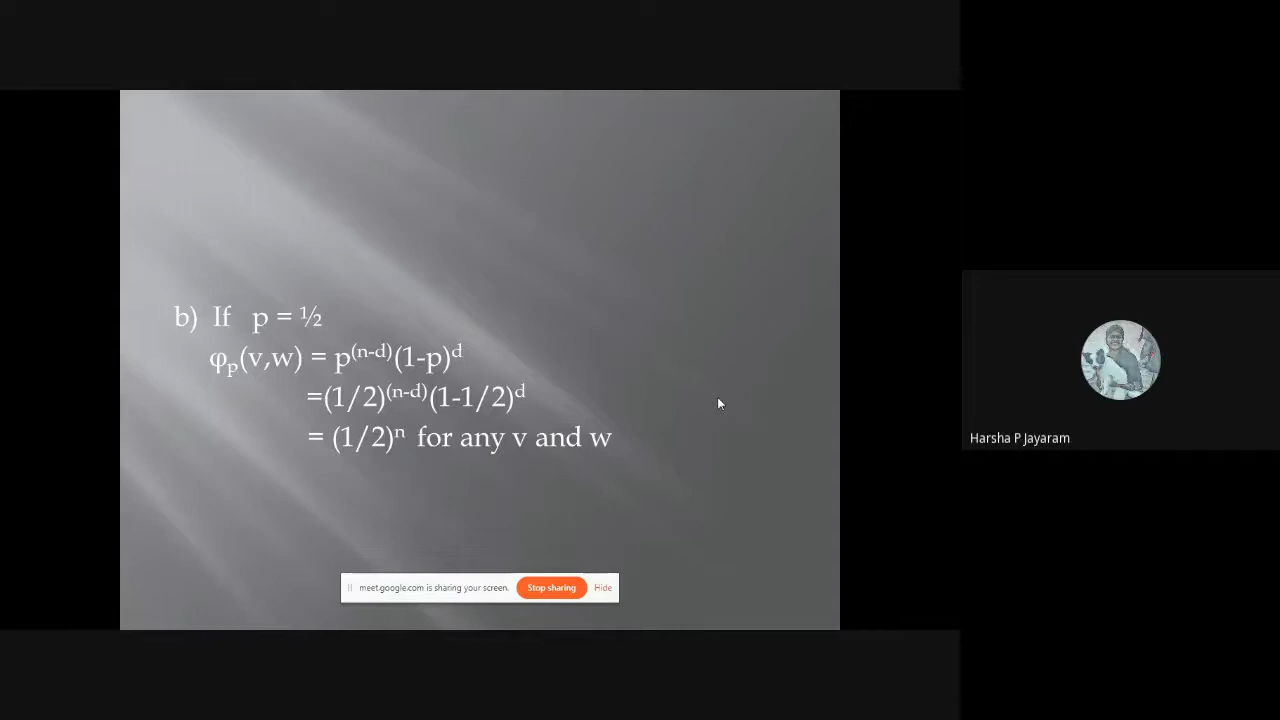 b) If p = ½
φₚ(v,w) = p⁽ⁿ⁻ᵈ⁾(1-p)ᵈ
=(1/2)⁽ⁿ⁻ᵈ⁾(1-1/2)ᵈ
= (1/2)ⁿ for any v and w
Harsha P Jayaram
meet.google.com is sharing your screen. Stop sharing Hide